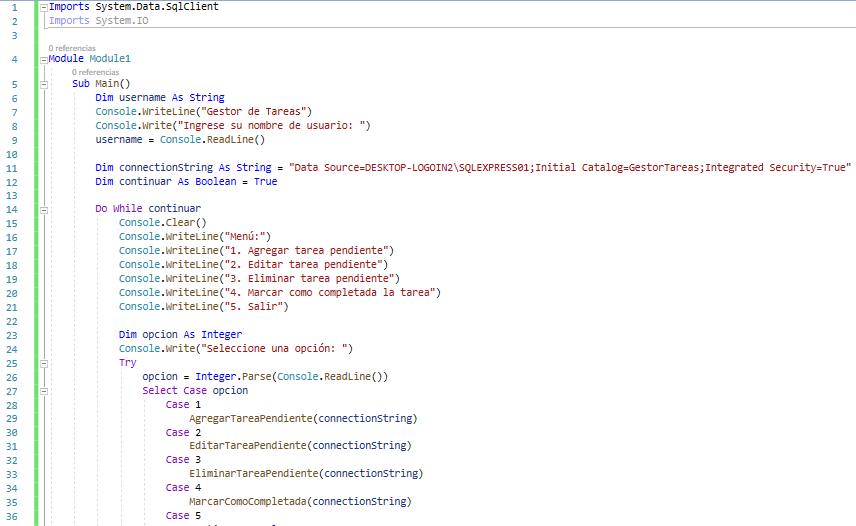 1 Imports System.Data.SqlClient
2 Imports System.IO
3
0 referencias
4 Module Module1
0 referencias
5 Sub Main()
6 Dim username As String
7 Console.WriteLine("Gestor de Tareas")
8 Console.Write("Ingrese su nombre de usuario: ")
9 username = Console.ReadLine()
10
11 Dim connectionString As String = "Data Source=DESKTOP-LOGOIN2\SQLEXPRESS01;Initial Catalog=GestorTareas;Integrated Security=True"
12 Dim continuar As Boolean = True
13
14 Do While continuar
15 Console.Clear()
16 Console.WriteLine("Menú:")
17 Console.WriteLine("1. Agregar tarea pendiente")
18 Console.WriteLine("2. Editar tarea pendiente")
19 Console.WriteLine("3. Eliminar tarea pendiente")
20 Console.WriteLine("4. Marcar como completada la tarea")
21 Console.WriteLine("5. Salir")
22
23 Dim opcion As Integer
24 Console.Write("Seleccione una opción: ")
25 Try
26 opcion = Integer.Parse(Console.ReadLine())
27 Select Case opcion
28 Case 1
29 AgregarTareaPendiente(connectionString)
30 Case 2
31 EditarTareaPendiente(connectionString)
32 Case 3
33 EliminarTareaPendiente(connectionString)
34 Case 4
35 MarcarComoCompletada(connectionString)
36 Case 5